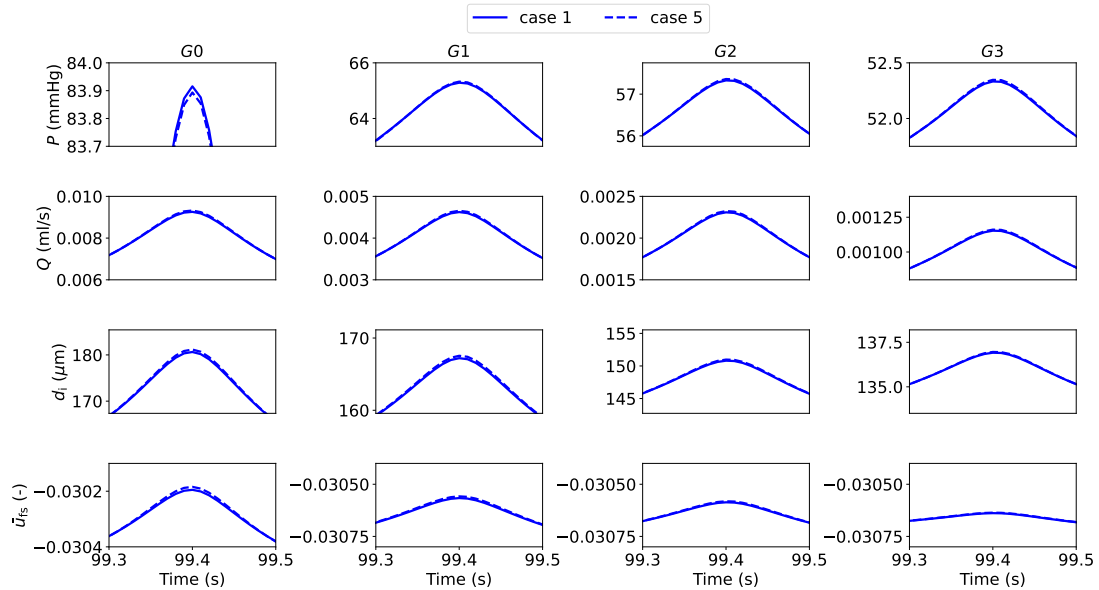 case 1 case 5
G0 G1 G2 G3
P (mmHg)
84.0 83.9 83.8 83.7
66 64
57 56
52.5 52.0
Q (ml/s)
0.010 0.008 0.006
0.005 0.004 0.003
0.0025 0.0020 0.0015
0.00125 0.00100
d_i (μm)
180 170
170 160
155 150 145
137.5 135.0
ū_fs (-)
−0.0302 −0.0304
−0.03050 −0.03075
−0.03050 −0.03075
−0.03050 −0.03075
99.3 99.4 99.5 99.3 99.4 99.5 99.3 99.4 99.5 99.3 99.4 99.5
Time (s) Time (s) Time (s) Time (s)